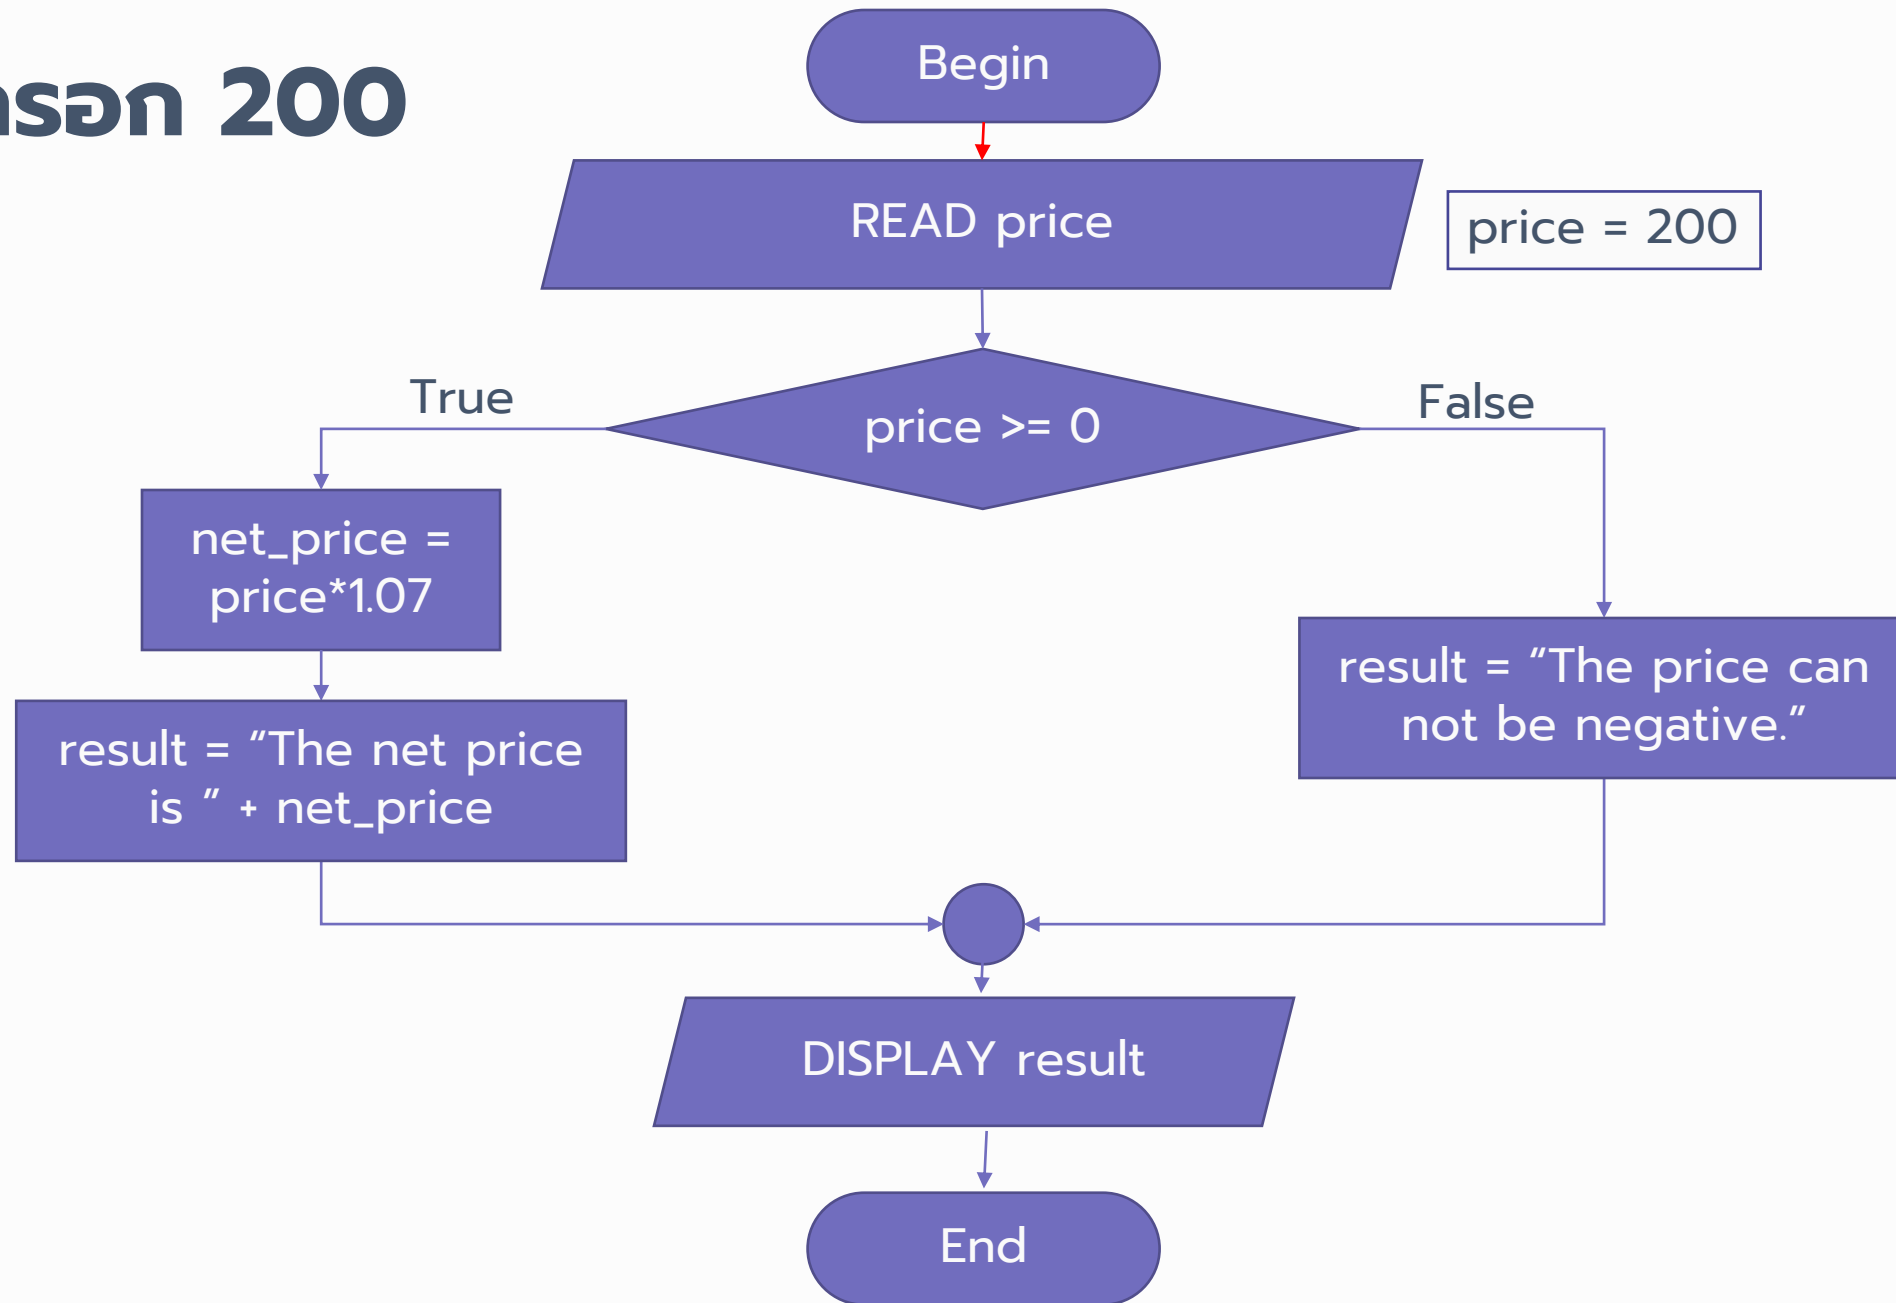 200
Begin
READ price
price = 200
True
False
price >= 0
net_price =
price*1.07
result = “The net price
is ” + net_price
result = “The price can
not be negative.”
DISPLAY result
End